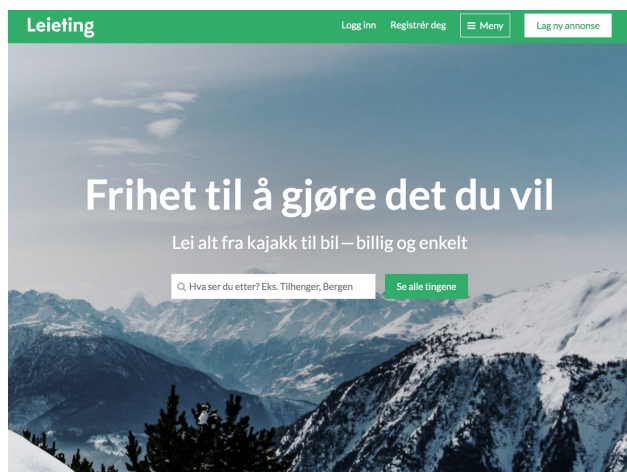 Leieting
Logg inn Registrér deg Meny Lag ny annonse
Frihet til å gjøre det du vil
Lei alt fra kajakk til bil—billig og enkelt
Hva ser du etter? Eks. Tilhenger, Bergen Se alle tingene